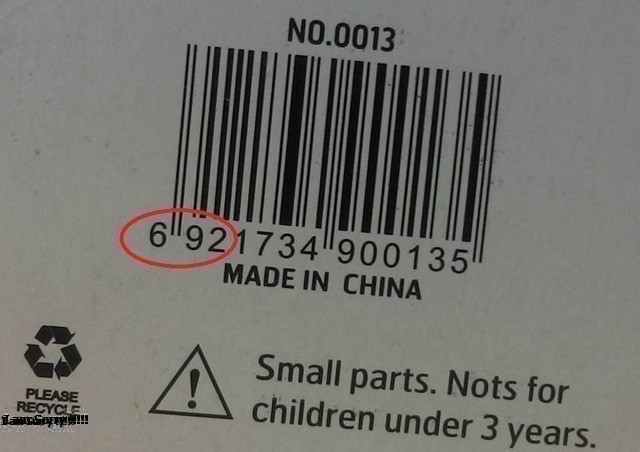 NO.0013
6 921734 900135
MADE IN CHINA
PLEASE
RECYCLE
Small parts. Nots for
children under 3 years.